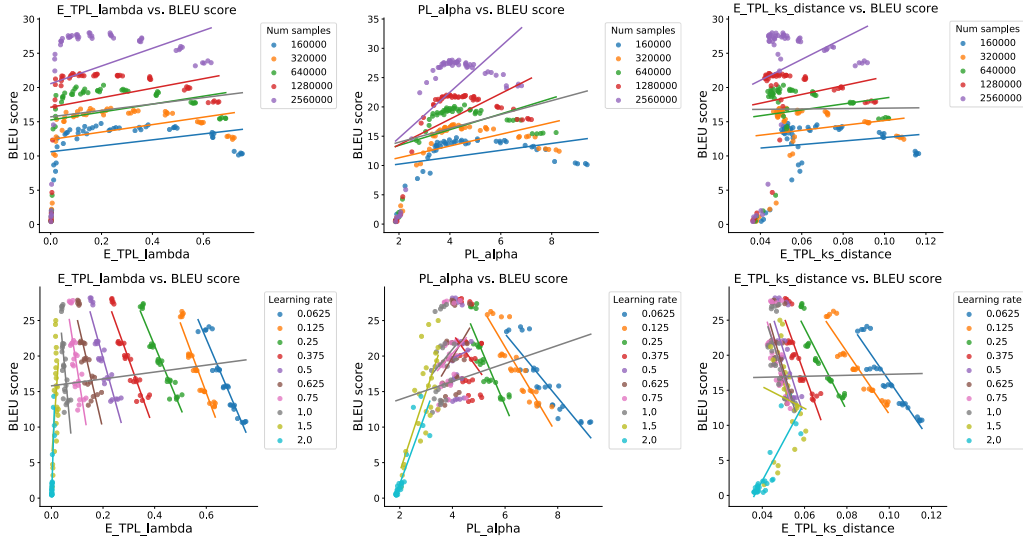 E_TPL_lambda vs. BLEU score
BLEU score
30
25
20
15
10
5
0
0.0 0.2 0.4 0.6
E_TPL_lambda
Num samples
160000
320000
640000
1280000
2560000
PL_alpha vs. BLEU score
BLEU score
35
30
25
20
15
10
5
0
2 4 6 8
PL_alpha
Num samples
160000
320000
640000
1280000
2560000
E_TPL_ks_distance vs. BLEU score
BLEU score
30
25
20
15
10
5
0
0.04 0.06 0.08 0.10 0.12
E_TPL_ks_distance
Num samples
160000
320000
640000
1280000
2560000
E_TPL_lambda vs. BLEU score
BLEU score
25
20
15
10
5
0
0.0 0.2 0.4 0.6
E_TPL_lambda
Learning rate
0.0625
0.125
0.25
0.375
0.5
0.625
0.75
1.0
1.5
2.0
PL_alpha vs. BLEU score
BLEU score
25
20
15
10
5
0
2 4 6 8
PL_alpha
Learning rate
0.0625
0.125
0.25
0.375
0.5
0.625
0.75
1.0
1.5
2.0
E_TPL_ks_distance vs. BLEU score
BLEU score
25
20
15
10
5
0
0.04 0.06 0.08 0.10 0.12
E_TPL_ks_distance
Learning rate
0.0625
0.125
0.25
0.375
0.5
0.625
0.75
1.0
1.5
2.0